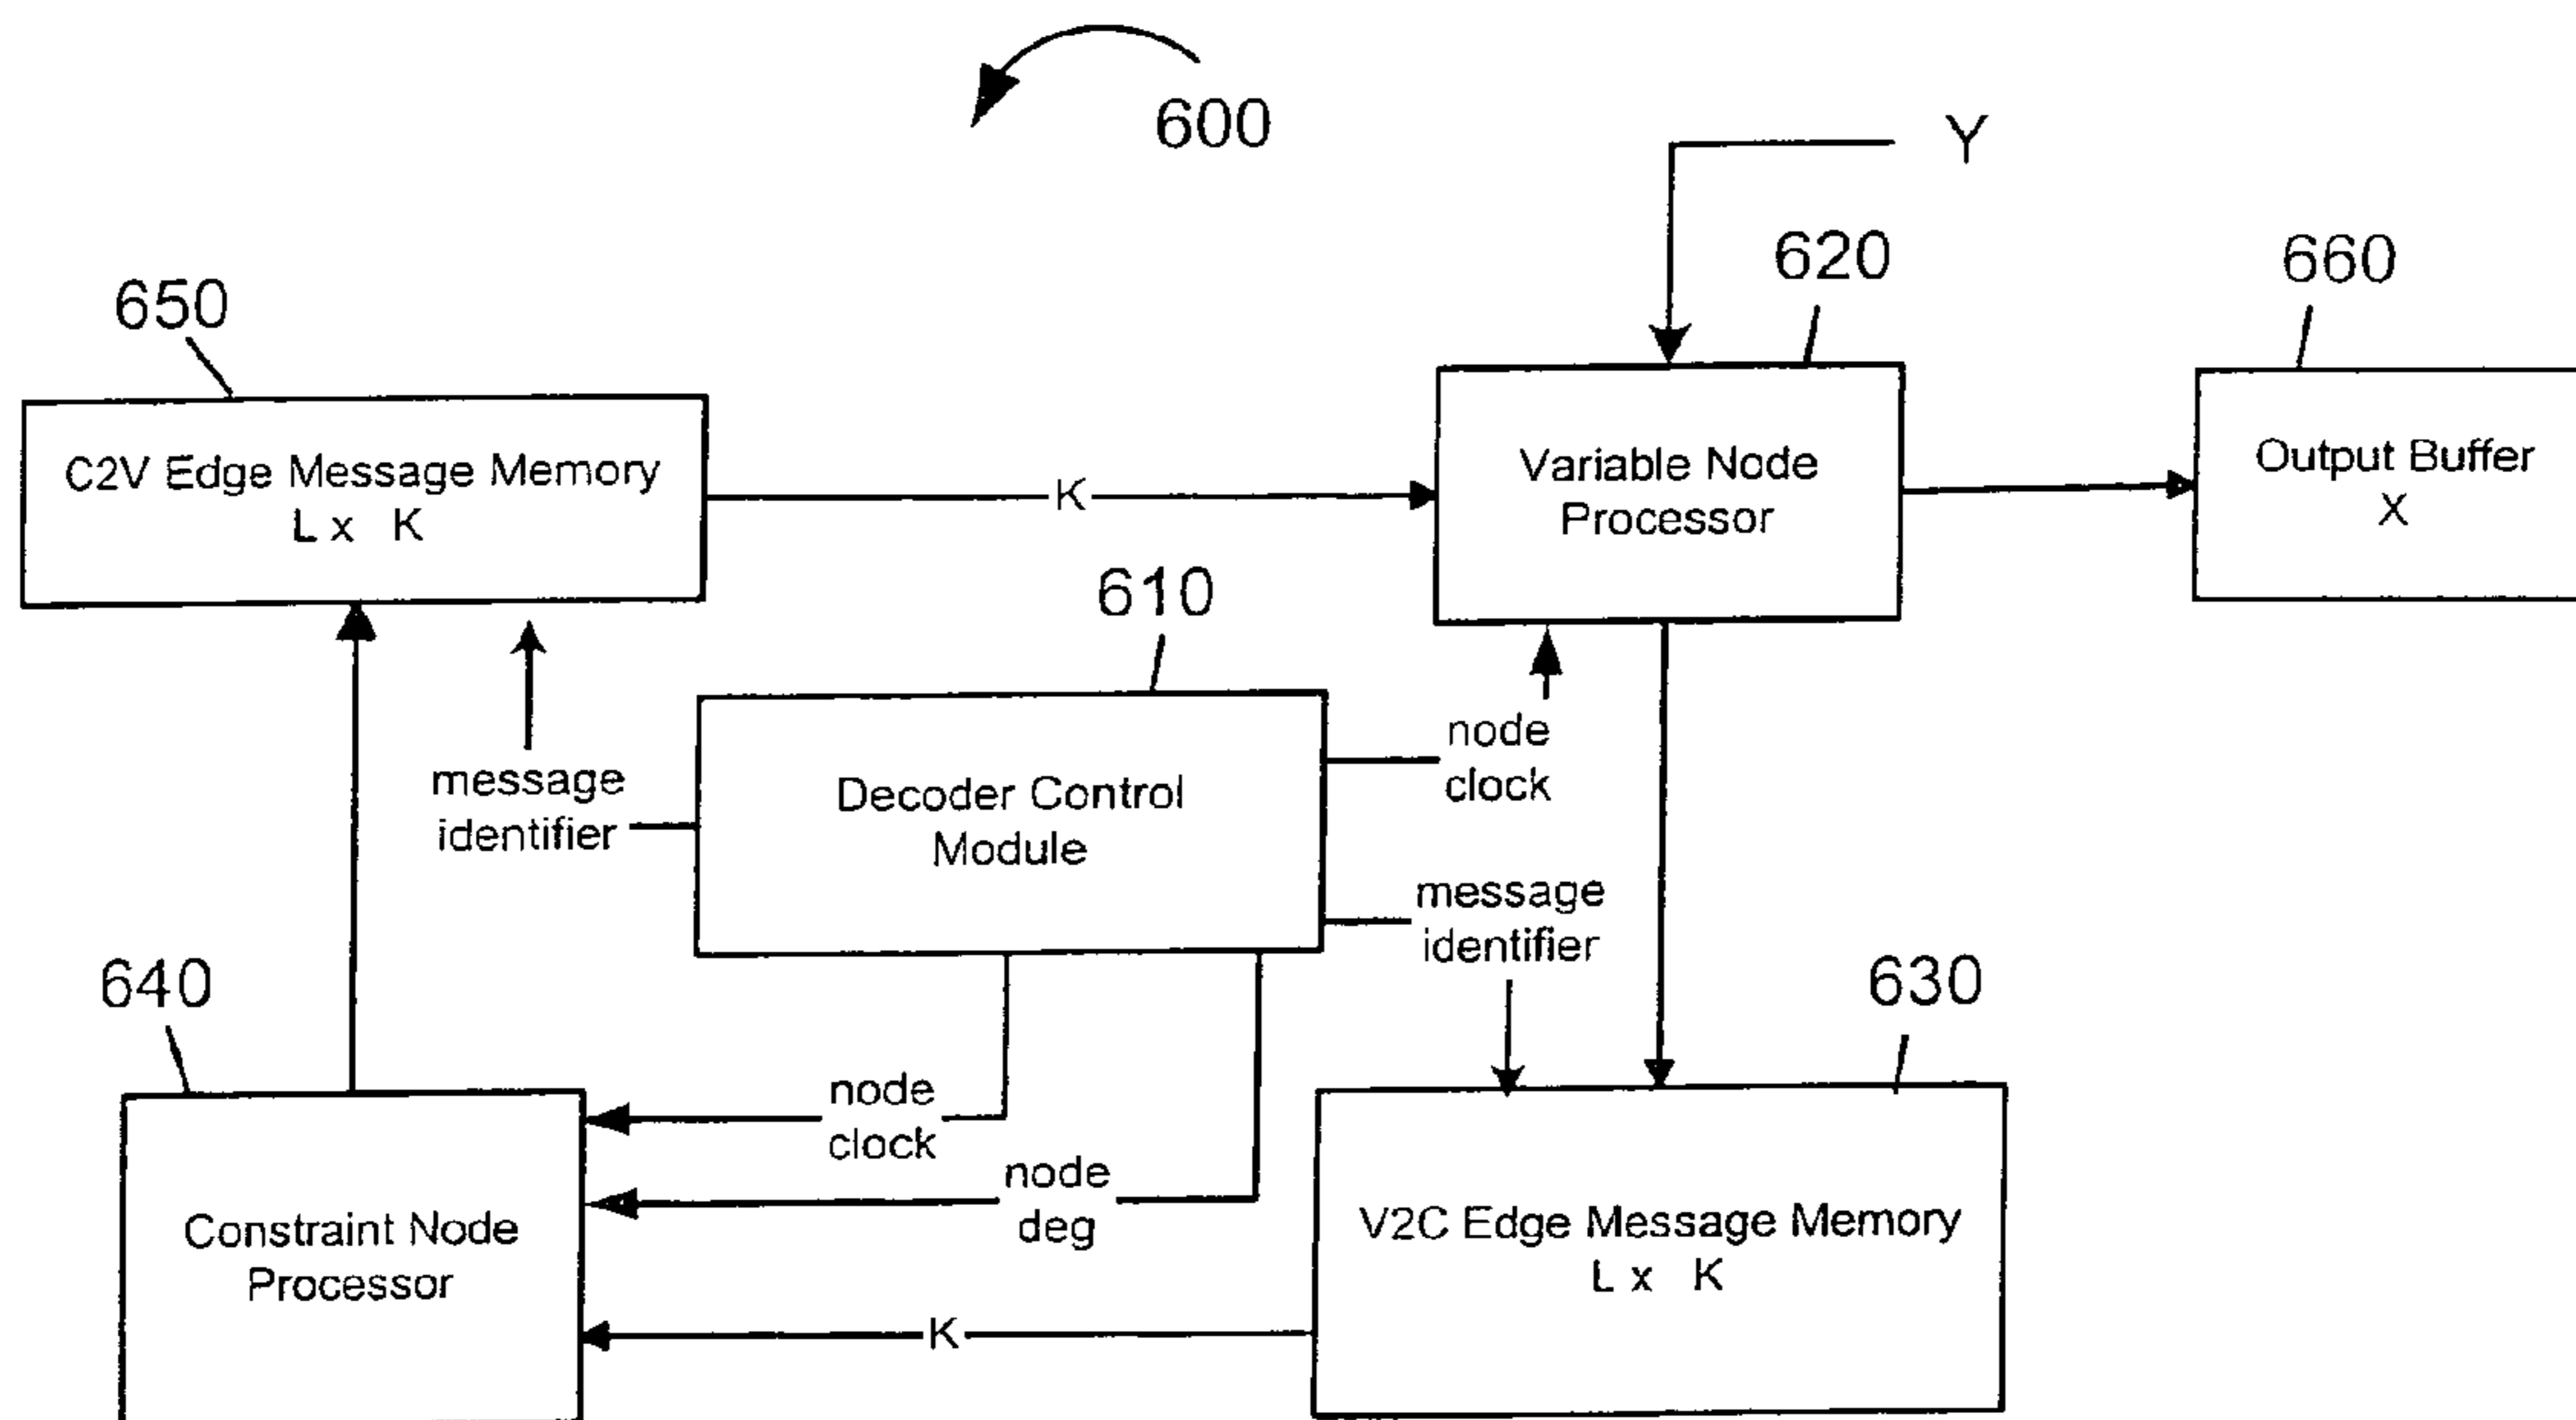 600
Y
620
660
650
Variable Node
Processor
Output Buffer
X
C2V Edge Message Memory
L x K
K
610
node
clock
message
identifier
Decoder Control
Module
message
identifier
640
630
node
clock
node
deg
Constraint Node
Processor
V2C Edge Message Memory
L x K
K